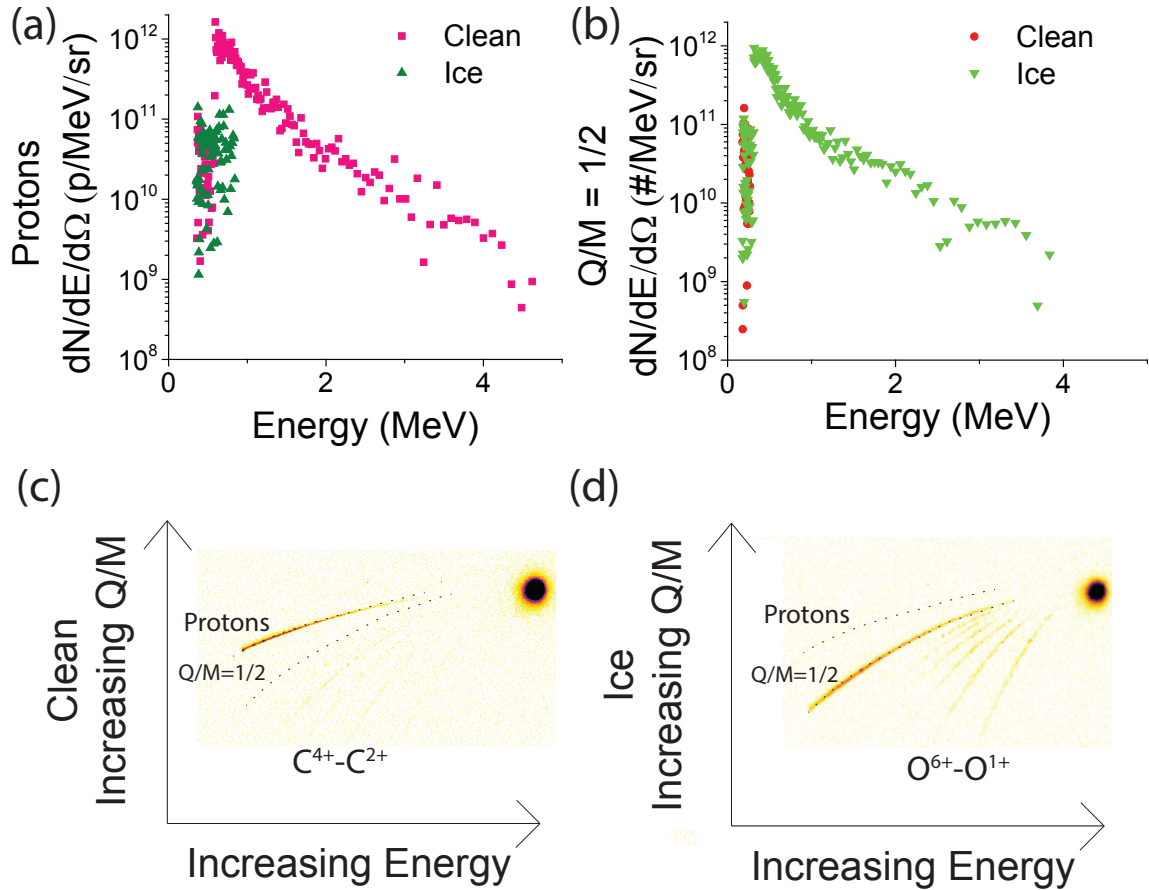 (a)
Protons
dN/dE/dΩ (p/MeV/sr)
10¹²
10¹¹
10¹⁰
10⁹
10⁸
Clean
Ice
0
2
4
Energy (MeV)
(b)
Q/M = 1/2
dN/dE/dΩ (#/MeV/sr)
10¹²
10¹¹
10¹⁰
10⁹
10⁸
Clean
Ice
0
2
4
Energy (MeV)
(c)
Clean
Increasing Q/M
Protons
Q/M=1/2
C⁴⁺-C²⁺
Increasing Energy
(d)
Ice
Increasing Q/M
Protons
Q/M=1/2
O⁶⁺-O¹⁺
Increasing Energy